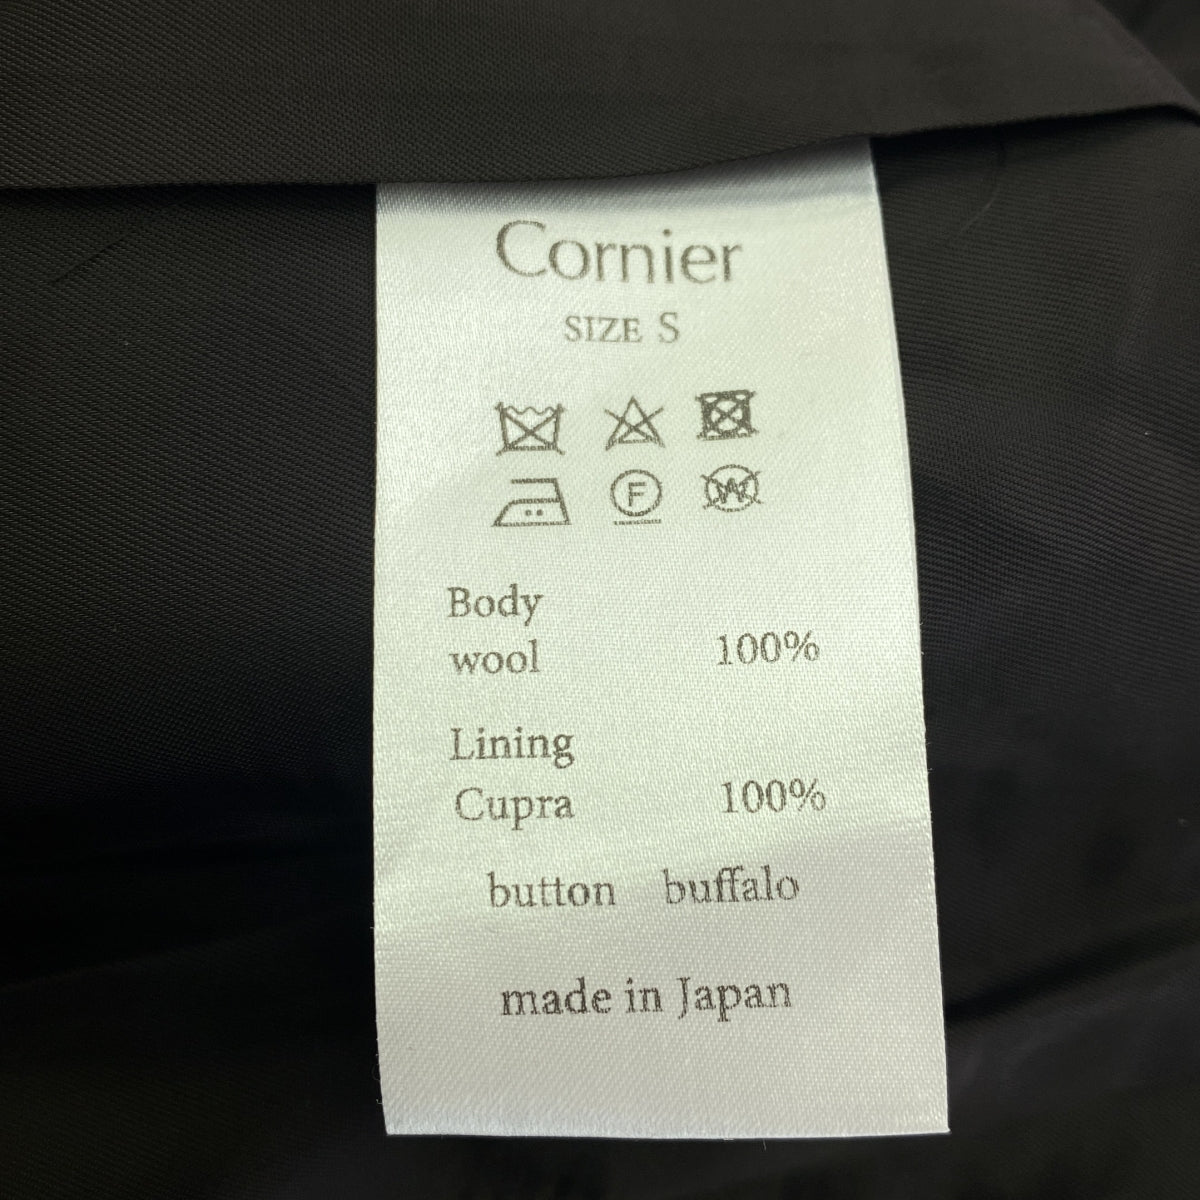 Cornier
SIZE S
F W
Body
wool 100%
Lining
Cupra 100%
button buffalo
made in Japan